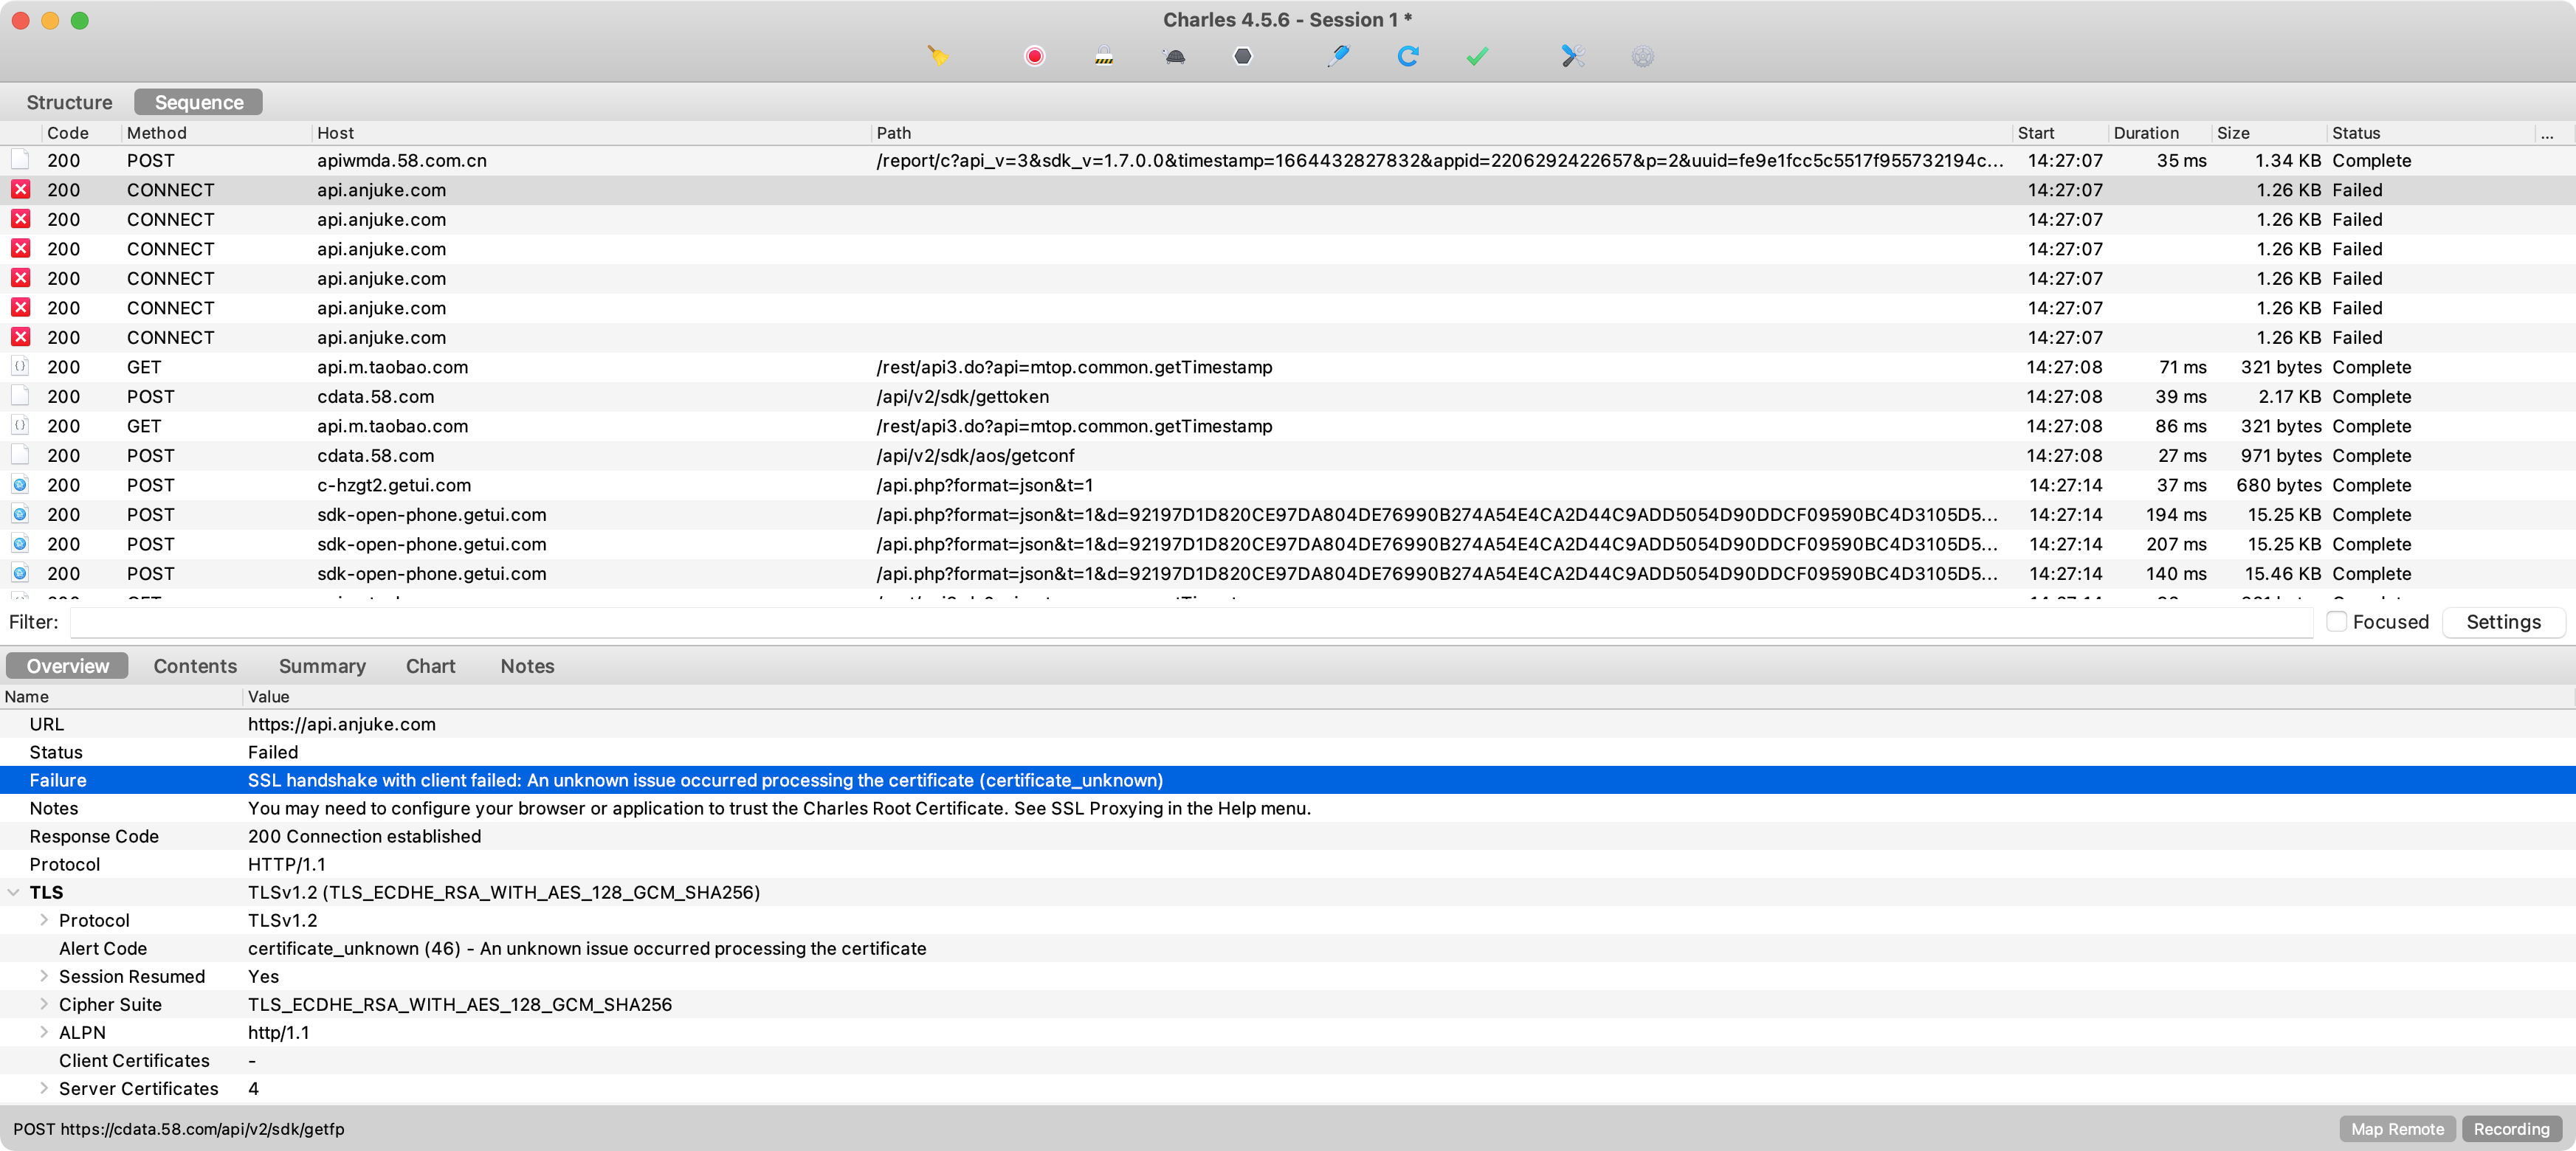 Charles 4.5.6 - Session 1 *
Structure Sequence
Code Method Host Path Start Duration Size Status ...
200 POST apiwmda.58.com.cn /report/c?api_v=3&sdk_v=1.7.0.0&timestamp=1664432827832&appid=2206292422657&p=2&uuid=fe9e1fcc5c5517f955732194c... 14:27:07 35 ms 1.34 KB Complete
200 CONNECT api.anjuke.com 14:27:07 1.26 KB Failed
200 CONNECT api.anjuke.com 14:27:07 1.26 KB Failed
200 CONNECT api.anjuke.com 14:27:07 1.26 KB Failed
200 CONNECT api.anjuke.com 14:27:07 1.26 KB Failed
200 CONNECT api.anjuke.com 14:27:07 1.26 KB Failed
200 CONNECT api.anjuke.com 14:27:07 1.26 KB Failed
200 GET api.m.taobao.com /rest/api3.do?api=mtop.common.getTimestamp 14:27:08 71 ms 321 bytes Complete
200 POST cdata.58.com /api/v2/sdk/gettoken 14:27:08 39 ms 2.17 KB Complete
200 GET api.m.taobao.com /rest/api3.do?api=mtop.common.getTimestamp 14:27:08 86 ms 321 bytes Complete
200 POST cdata.58.com /api/v2/sdk/aos/getconf 14:27:08 27 ms 971 bytes Complete
200 POST c-hzgt2.getui.com /api.php?format=json&t=1 14:27:14 37 ms 680 bytes Complete
200 POST sdk-open-phone.getui.com /api.php?format=json&t=1&d=92197D1D820CE97DA804DE76990B274A54E4CA2D44C9ADD5054D90DDCF09590BC4D3105D5... 14:27:14 194 ms 15.25 KB Complete
200 POST sdk-open-phone.getui.com /api.php?format=json&t=1&d=92197D1D820CE97DA804DE76990B274A54E4CA2D44C9ADD5054D90DDCF09590BC4D3105D5... 14:27:14 207 ms 15.25 KB Complete
200 POST sdk-open-phone.getui.com /api.php?format=json&t=1&d=92197D1D820CE97DA804DE76990B274A54E4CA2D44C9ADD5054D90DDCF09590BC4D3105D5... 14:27:14 140 ms 15.46 KB Complete
Filter: Focused Settings
Overview Contents Summary Chart Notes
Name Value
URL https://api.anjuke.com
Status Failed
Failure SSL handshake with client failed: An unknown issue occurred processing the certificate (certificate_unknown)
Notes You may need to configure your browser or application to trust the Charles Root Certificate. See SSL Proxying in the Help menu.
Response Code 200 Connection established
Protocol HTTP/1.1
TLS TLSv1.2 (TLS_ECDHE_RSA_WITH_AES_128_GCM_SHA256)
Protocol TLSv1.2
Alert Code certificate_unknown (46) - An unknown issue occurred processing the certificate
Session Resumed Yes
Cipher Suite TLS_ECDHE_RSA_WITH_AES_128_GCM_SHA256
ALPN http/1.1
Client Certificates -
Server Certificates 4
POST https://cdata.58.com/api/v2/sdk/getfp Map Remote Recording